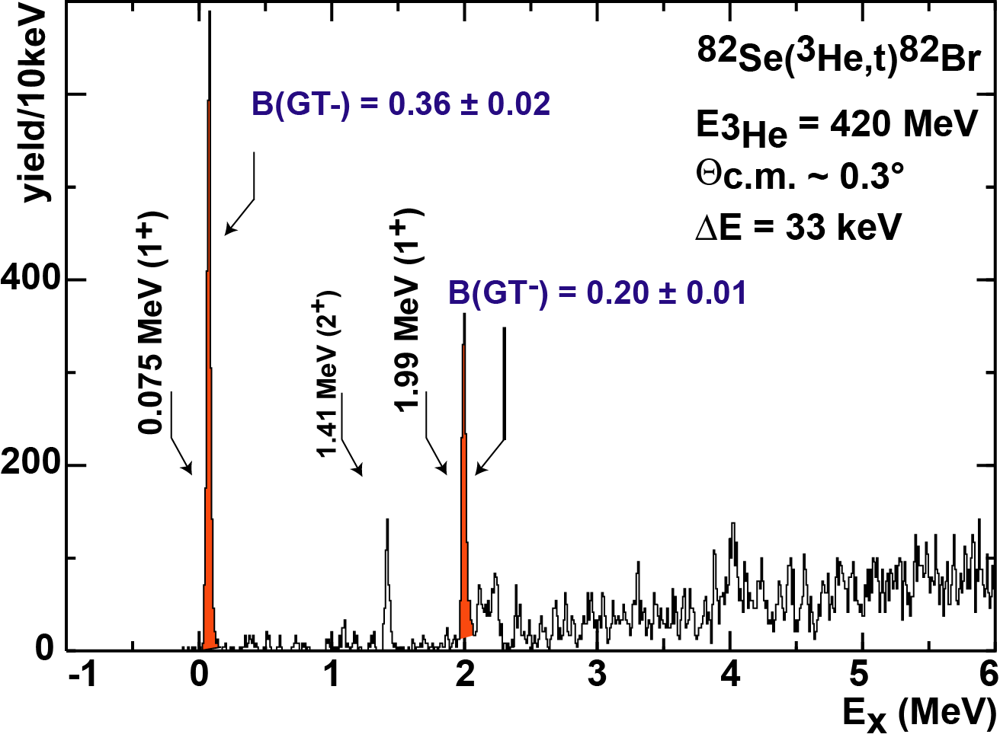 yield/10keV
82Se(3He,t)82Br
E3He = 420 MeV
Θc.m. ~ 0.3°
ΔE = 33 keV
B(GT-) = 0.36 ± 0.02
0.075 MeV (1+)
1.41 MeV (2+)
1.99 MeV (1+)
B(GT-) = 0.20 ± 0.01
400
200
0
-1 0 1 2 3 4 5 6
Ex (MeV)